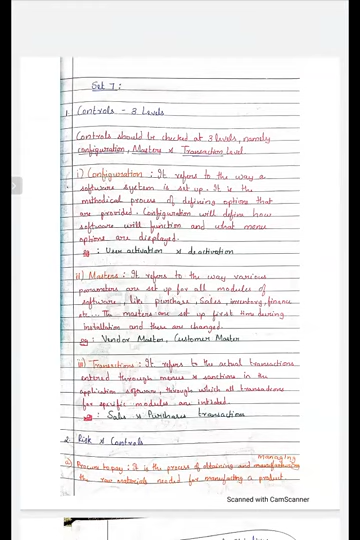 Set 7:
1. Controls - 3 Levels
Controls should be checked at 3 levels, namely
configuration, Masters & Transaction level
i) Configuration : It refers to the way a
software system is set up. It is the
methodical process of defining options that
are provided. Configuration will define how
software will function and what menu
options are displayed.
eg : User activation & deactivation
ii) Masters : It refers to the way various
parameters are set up for all modules of
software, like purchase, Sales, inventory, finance
etc... The masters are set up first time during
installation and these are changed.
eg : Vendor Master, Customer Master
iii) Transactions : It refers to the actual transactions
entered through menus & functions in the
application software, through which all transactions
for specific modules are initiated.
eg : Sales & Purchases transactions
2. Risk & Controls
Managing
a) Procure to pay : It is the process of obtaining and
the raw materials needed for manufacting a product.
Scanned with CamScanner